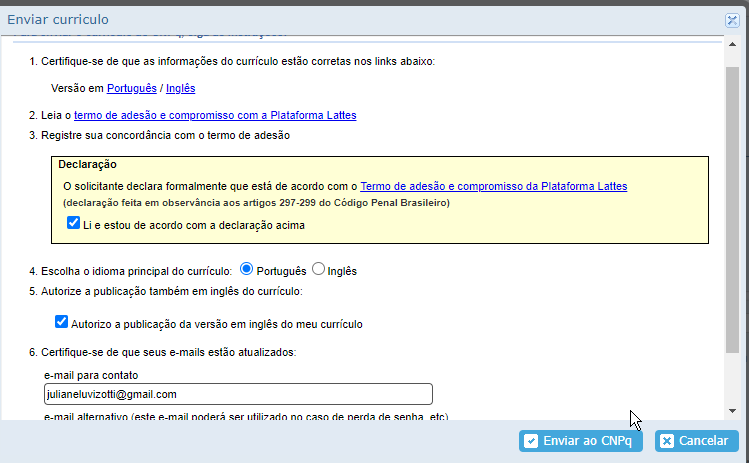 Enviar curriculo
1. Certifique-se de que as informações do currículo estão corretas nos links abaixo:
Versão em Português / Inglês
2. Leia o termo de adesão e compromisso com a Plataforma Lattes
3. Registre sua concordância com o termo de adesão
Declaração
O solicitante declara formalmente que está de acordo com o Termo de adesão e compromisso da Plataforma Lattes
(declaração feita em observância aos artigos 297-299 do Código Penal Brasileiro)
Li e estou de acordo com a declaração acima
4. Escolha o idioma principal do currículo: Português Inglês
5. Autorize a publicação também em inglês do currículo:
Autorizo a publicação da versão em inglês do meu currículo
6. Certifique-se de que seus e-mails estão atualizados:
e-mail para contato
julianeluvizotti@gmail.com
e-mail alternativo (este e-mail poderá ser utilizado no caso de perda de senha, etc)
Enviar ao CNPq Cancelar